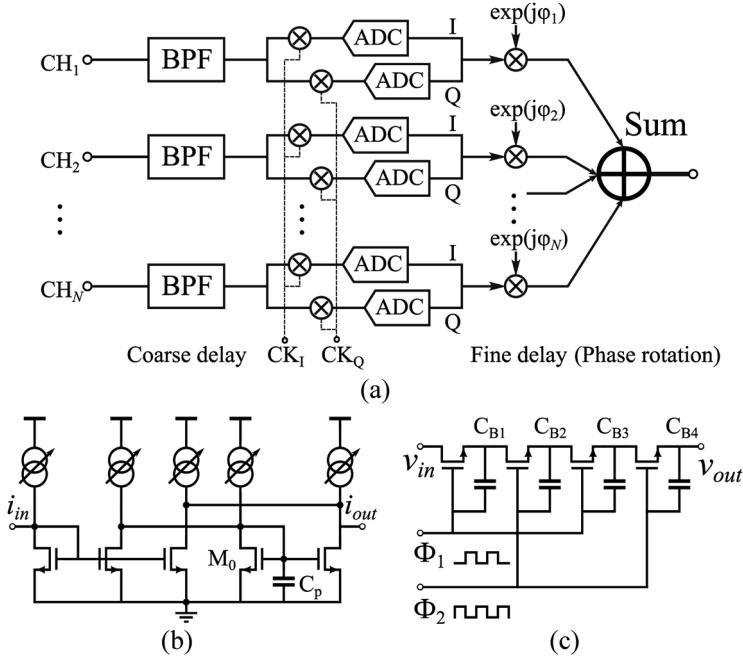 exp(jφ1)
CH1 BPF ADC I
ADC Q
exp(jφ2)
Sum
CH2 BPF ADC I
ADC Q
exp(jφN)
CHN BPF ADC I
ADC Q
Coarse delay CKI CKQ Fine delay (Phase rotation)
(a)
iin iout
M0
Cp
(b)
CB1 CB2 CB3 CB4
vin vout
Φ1
Φ2
(c)